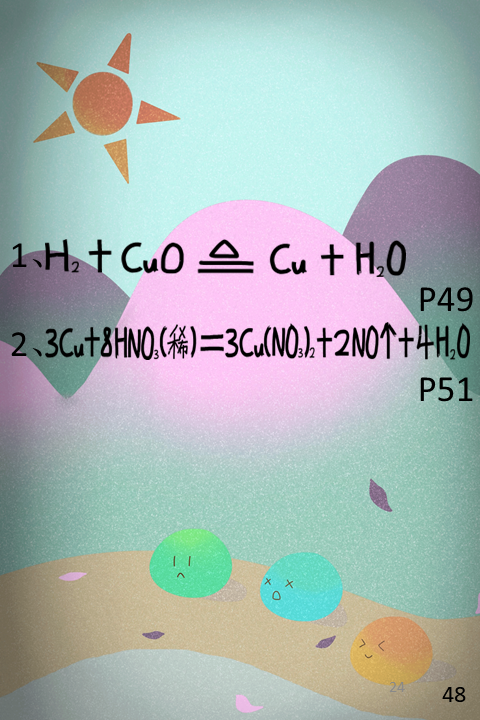 1、H₂+CuO ≜ Cu+H₂O
P49
2、3Cu+8HNO₃(稀)=3Cu(NO₃)₂+2NO↑+4H₂O
P51
24
48